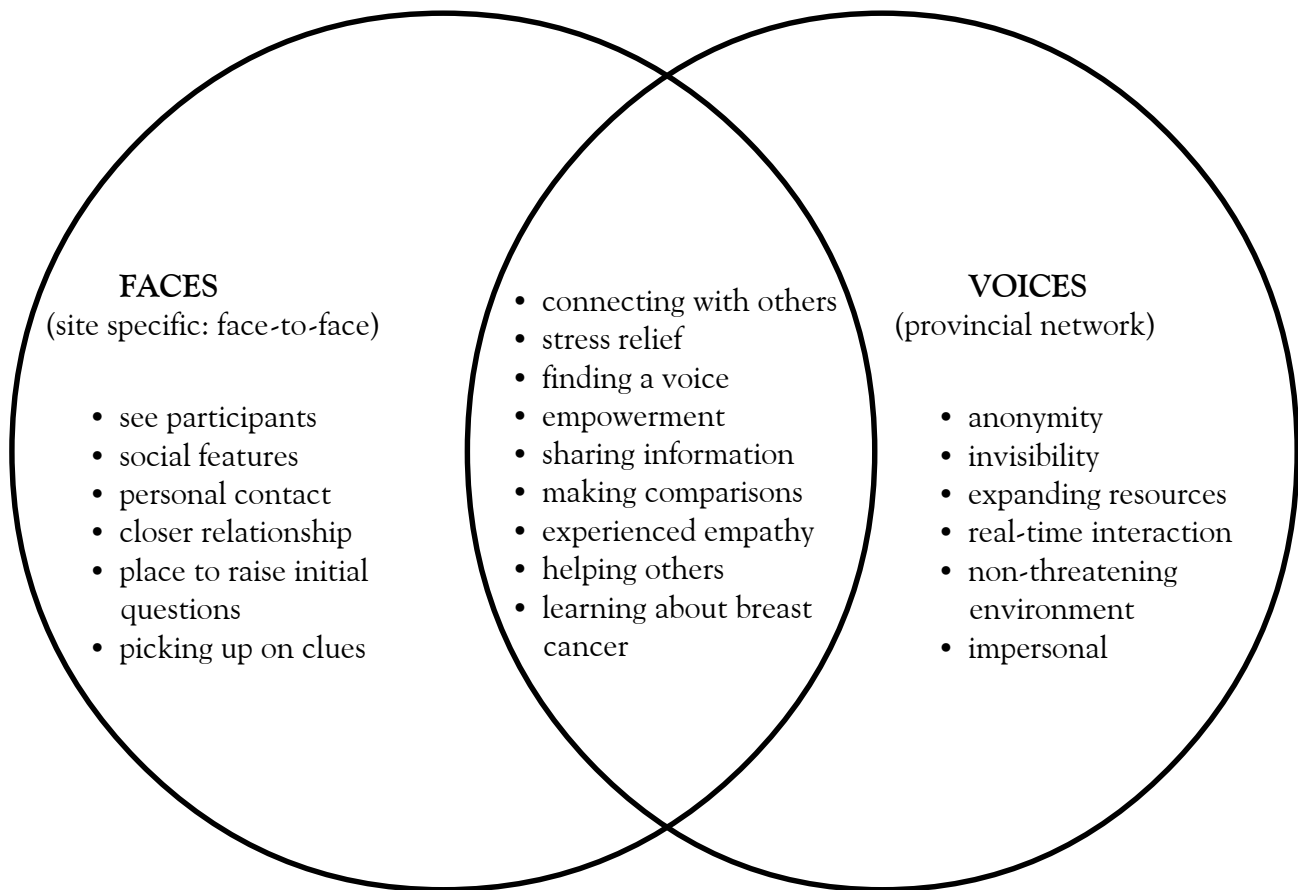 FACES
(site specific: face-to-face)
• see participants
• social features
• personal contact
• closer relationship
• place to raise initial
questions
• picking up on clues
• connecting with others
• stress relief
• finding a voice
• empowerment
• sharing information
• making comparisons
• experienced empathy
• helping others
• learning about breast
cancer
VOICES
(provincial network)
• anonymity
• invisibility
• expanding resources
• real-time interaction
• non-threatening
environment
• impersonal